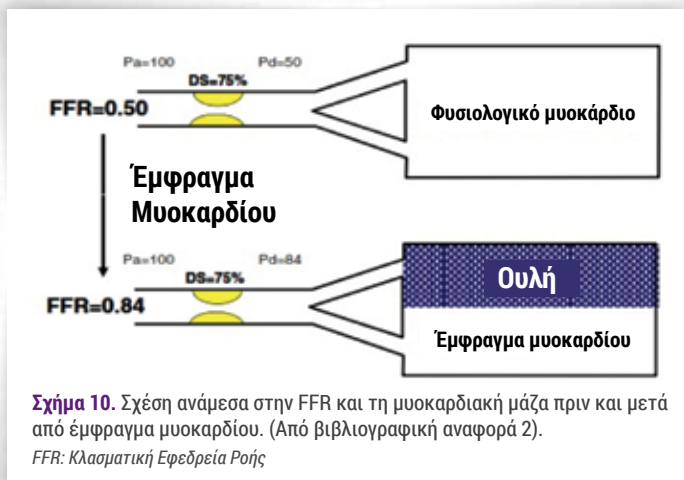 Pa=100 Pd=50
DS=75%
FFR=0.50
Φυσιολογικό μυοκάρδιο
Έμφραγμα
Μυοκαρδίου
Pa=100 Pd=84
DS=75%
FFR=0.84
Ουλή
Έμφραγμα μυοκαρδίου
Σχήμα 10. Σχέση ανάμεσα στην FFR και τη μυοκαρδιακή μάζα πριν και μετά
από έμφραγμα μυοκαρδίου. (Από βιβλιογραφική αναφορά 2).
FFR: Κλασματική Εφεδρεία Ροής